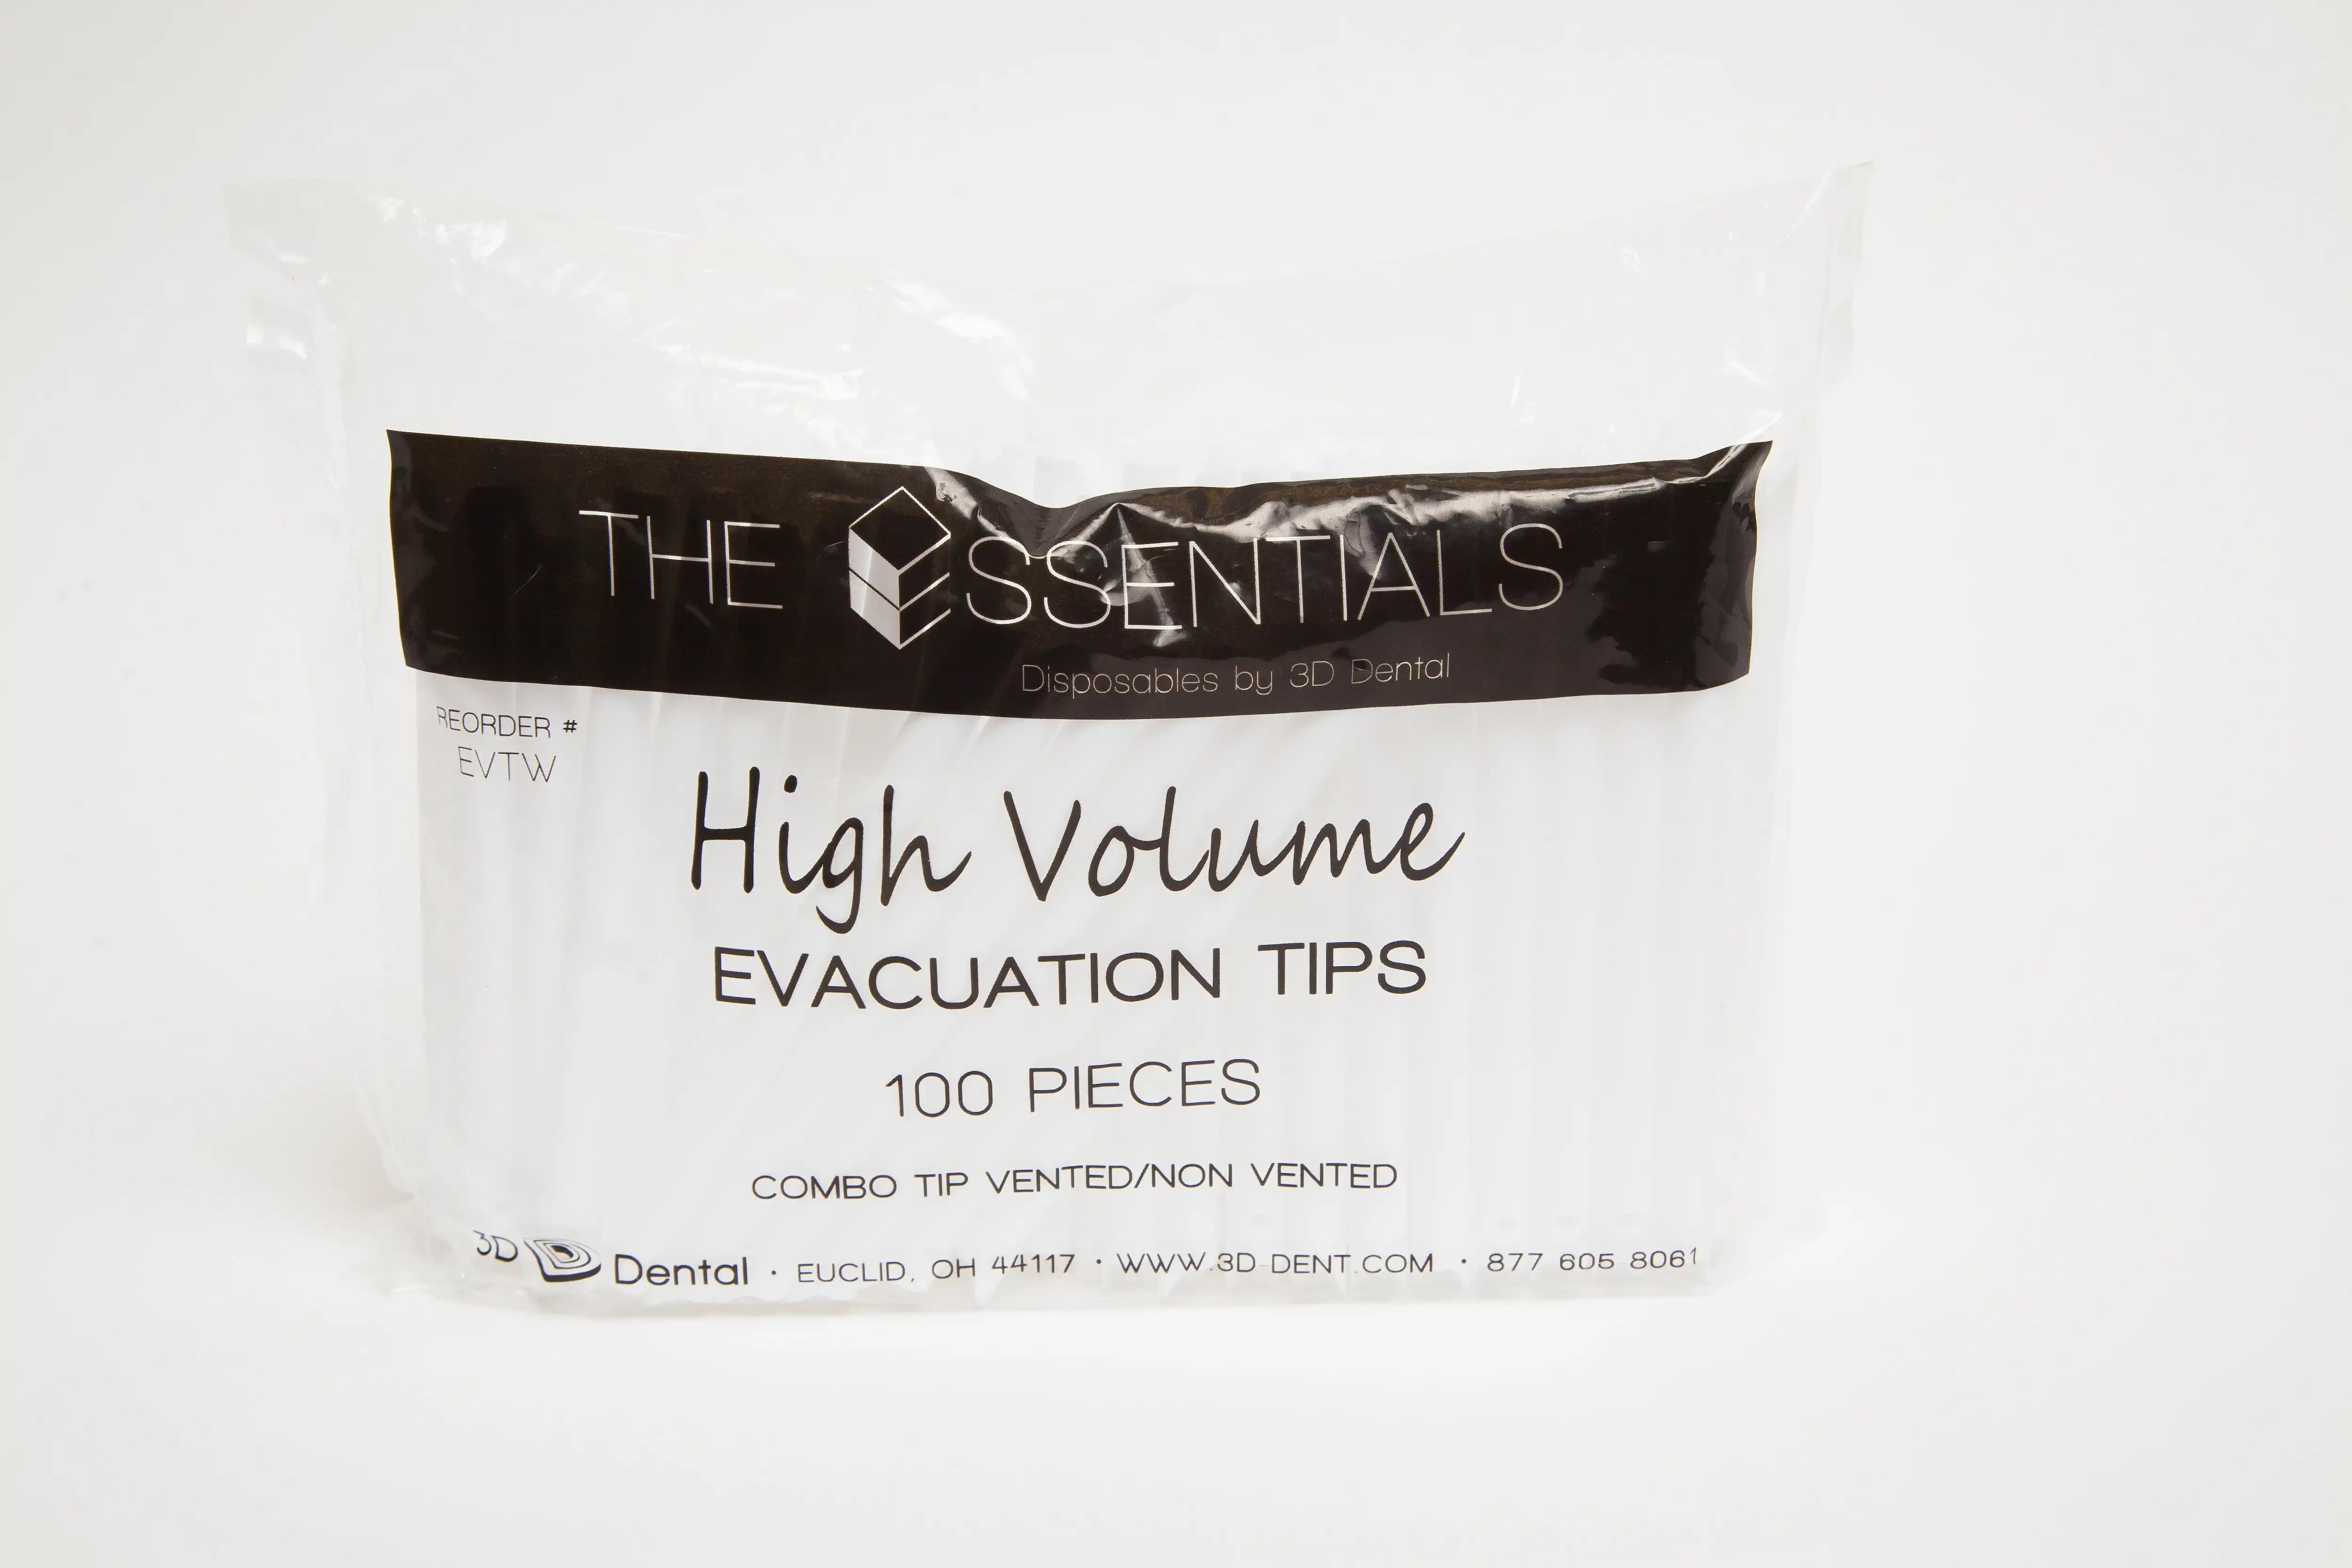 THE ESSENTIALS
Disposables by 3D Dental
REORDER #
EVTW
High Volume
EVACUATION TIPS
100 PIECES
COMBO TIP VENTED/NON VENTED
3D D Dental · EUCLID, OH 44117 · WWW.3D-DENT.COM · 877 605 8061